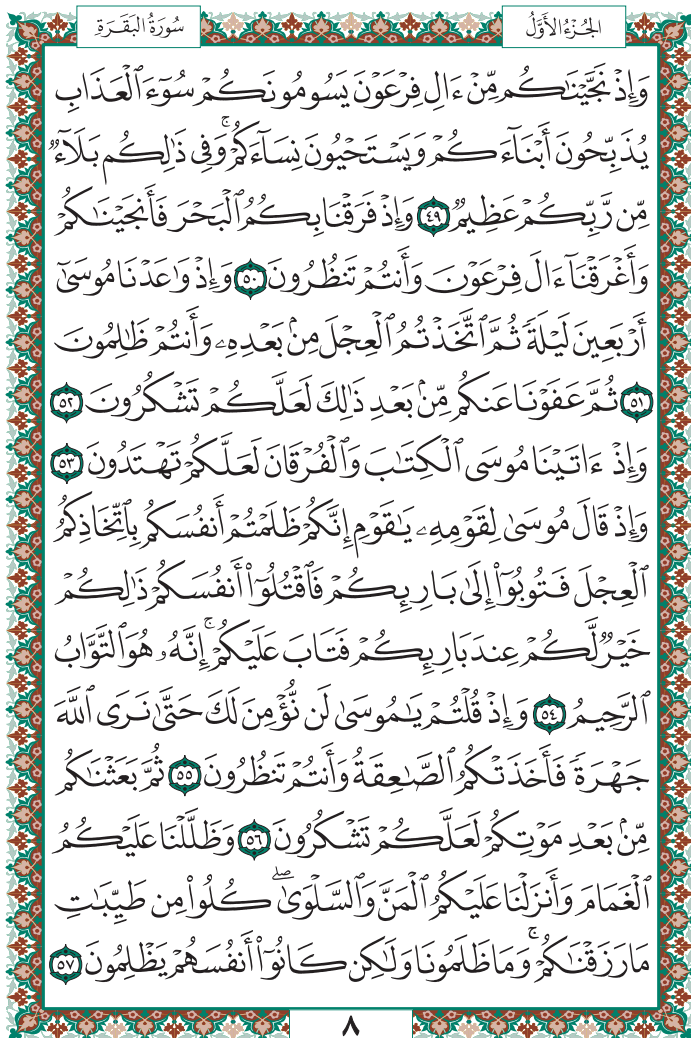 الجُزْءُ الأَوَّلُ
سُورَةُ البَقَرَةِ
وَإِذْ نَجَّيْنَٰكُم مِّنْ ءَالِ فِرْعَوْنَ يَسُومُونَكُمْ سُوٓءَ ٱلْعَذَابِ
يُذَبِّحُونَ أَبْنَآءَكُمْ وَيَسْتَحْيُونَ نِسَآءَكُمْ ۚ وَفِى ذَٰلِكُم بَلَآءٌ
مِّن رَّبِّكُمْ عَظِيمٌ ٤٩ وَإِذْ فَرَقْنَا بِكُمُ ٱلْبَحْرَ فَأَنجَيْنَٰكُمْ
وَأَغْرَقْنَآ ءَالَ فِرْعَوْنَ وَأَنتُمْ تَنظُرُونَ ٥٠ وَإِذْ وَٰعَدْنَا مُوسَىٰٓ
أَرْبَعِينَ لَيْلَةً ثُمَّ ٱتَّخَذْتُمُ ٱلْعِجْلَ مِنۢ بَعْدِهِۦ وَأَنتُمْ ظَٰلِمُونَ
٥١ ثُمَّ عَفَوْنَا عَنكُم مِّنۢ بَعْدِ ذَٰلِكَ لَعَلَّكُمْ تَشْكُرُونَ ٥٢
وَإِذْ ءَاتَيْنَا مُوسَى ٱلْكِتَٰبَ وَٱلْفُرْقَانَ لَعَلَّكُمْ تَهْتَدُونَ ٥٣
وَإِذْ قَالَ مُوسَىٰ لِقَوْمِهِۦ يَٰقَوْمِ إِنَّكُمْ ظَلَمْتُمْ أَنفُسَكُم بِٱتِّخَاذِكُمُ
ٱلْعِجْلَ فَتُوبُوٓا۟ إِلَىٰ بَارِئِكُمْ فَٱقْتُلُوٓا۟ أَنفُسَكُمْ ذَٰلِكُمْ
خَيْرٌ لَّكُمْ عِندَ بَارِئِكُمْ فَتَابَ عَلَيْكُمْ ۚ إِنَّهُۥ هُوَ ٱلتَّوَّابُ
ٱلرَّحِيمُ ٥٤ وَإِذْ قُلْتُمْ يَٰمُوسَىٰ لَن نُّؤْمِنَ لَكَ حَتَّىٰ نَرَى ٱللَّهَ
جَهْرَةً فَأَخَذَتْكُمُ ٱلصَّٰعِقَةُ وَأَنتُمْ تَنظُرُونَ ٥٥ ثُمَّ بَعَثْنَٰكُم
مِّنۢ بَعْدِ مَوْتِكُمْ لَعَلَّكُمْ تَشْكُرُونَ ٥٦ وَظَلَّلْنَا عَلَيْكُمُ
ٱلْغَمَامَ وَأَنزَلْنَا عَلَيْكُمُ ٱلْمَنَّ وَٱلسَّلْوَىٰ ۖ كُلُوا۟ مِن طَيِّبَٰتِ
مَا رَزَقْنَٰكُمْ ۚ وَمَا ظَلَمُونَا وَلَٰكِن كَانُوٓا۟ أَنفُسَهُمْ يَظْلِمُونَ ٥٧
٨